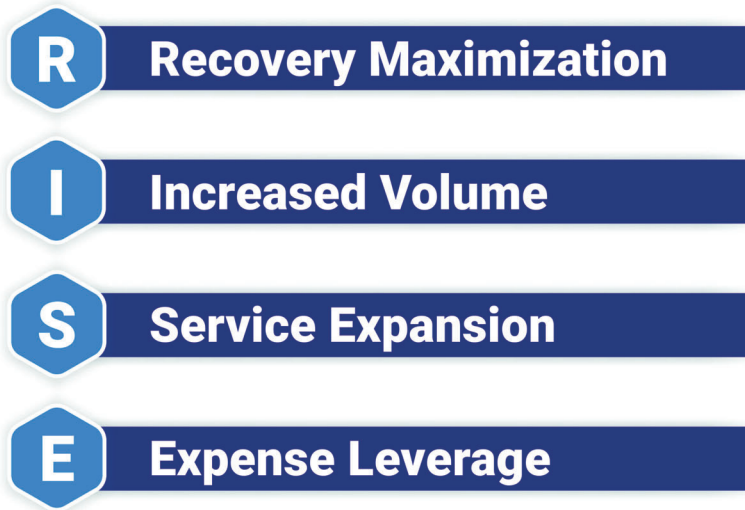 R Recovery Maximization
I Increased Volume
S Service Expansion
E Expense Leverage